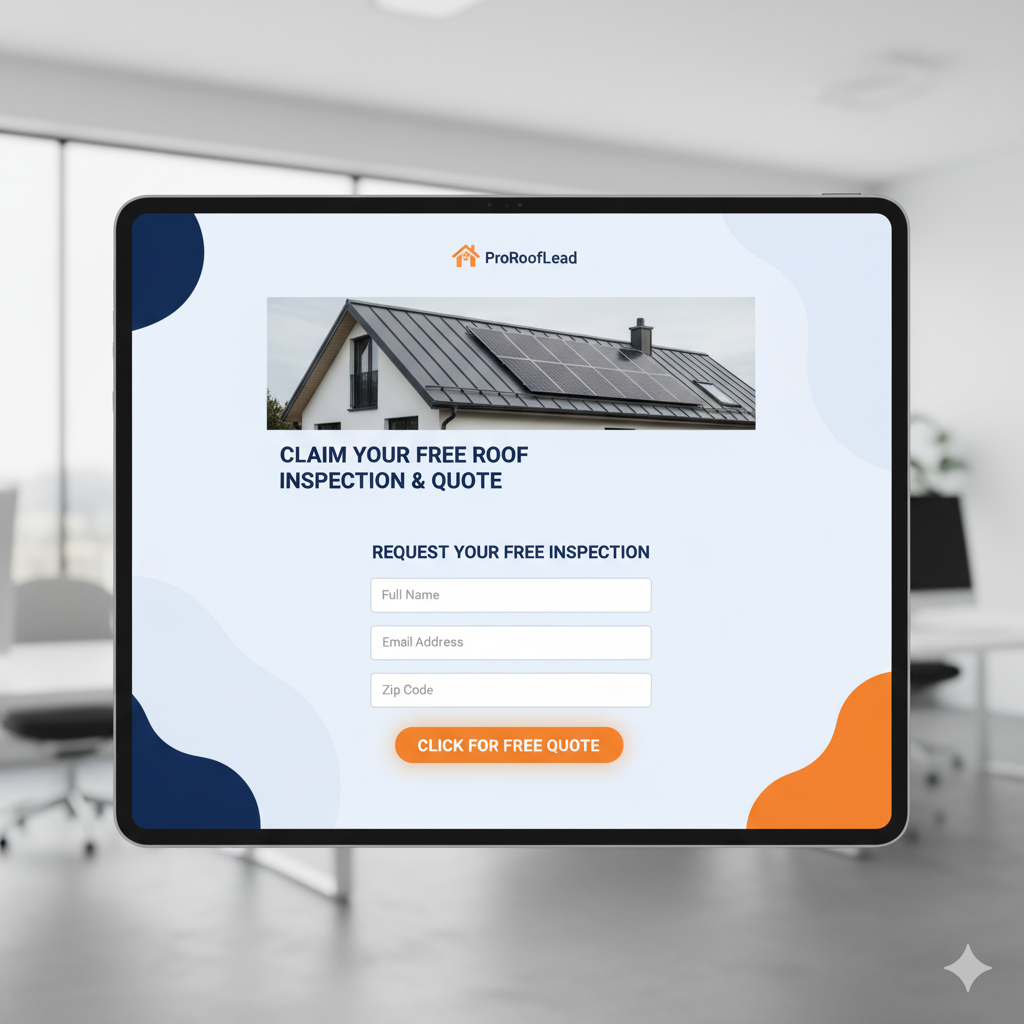 ProRoofLead
CLAIM YOUR FREE ROOF
INSPECTION & QUOTE
REQUEST YOUR FREE INSPECTION
Full Name
Email Address
Zip Code
CLICK FOR FREE QUOTE